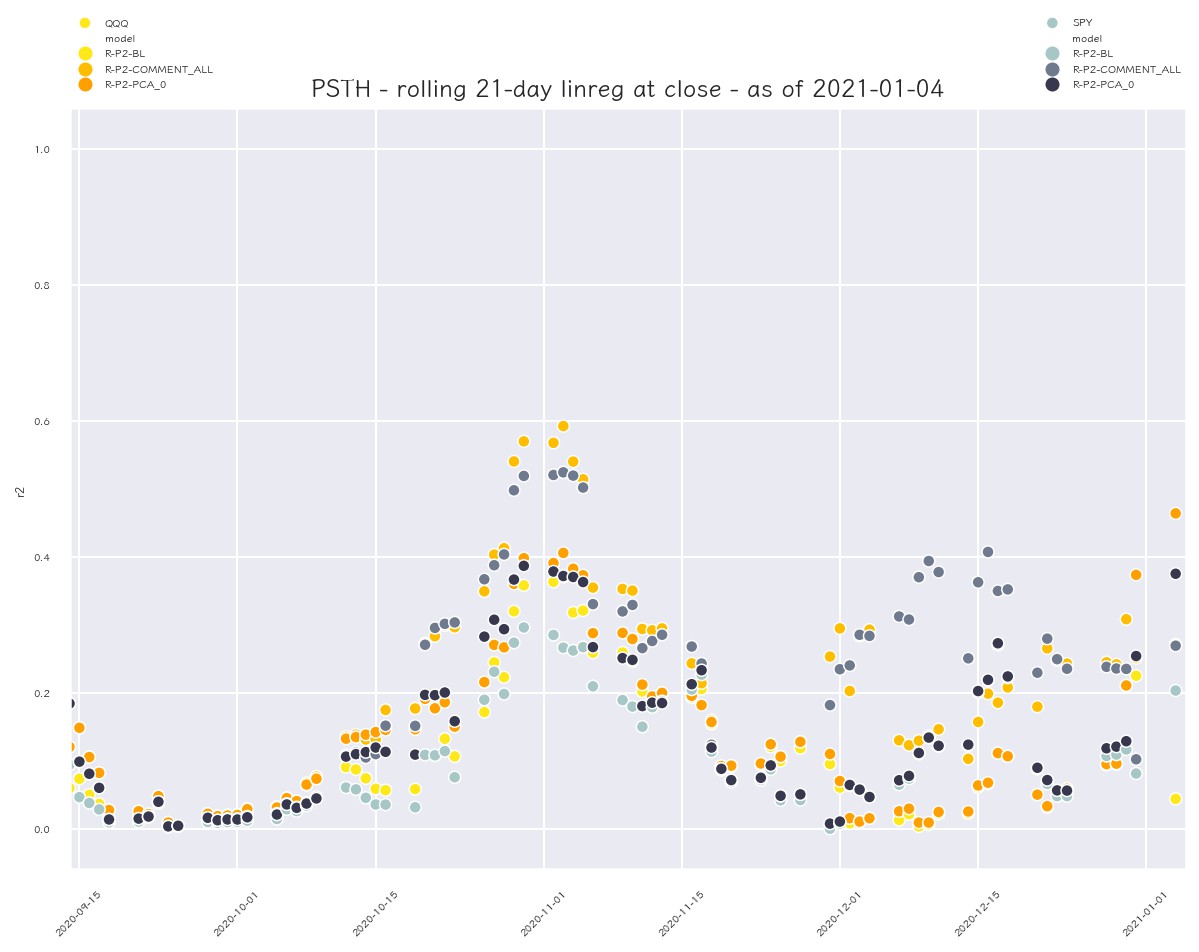 QQQ
model
R-P2-BL
R-P2-COMMENT_ALL
R-P2-PCA_0
SPY
model
R-P2-BL
R-P2-COMMENT_ALL
R-P2-PCA_0
PSTH - rolling 21-day linreg at close - as of 2021-01-04
1.0
0.8
0.6
0.4
0.2
0.0
r2
2020-09-15
2020-10-01
2020-10-15
2020-11-01
2020-11-15
2020-12-01
2020-12-15
2021-01-01